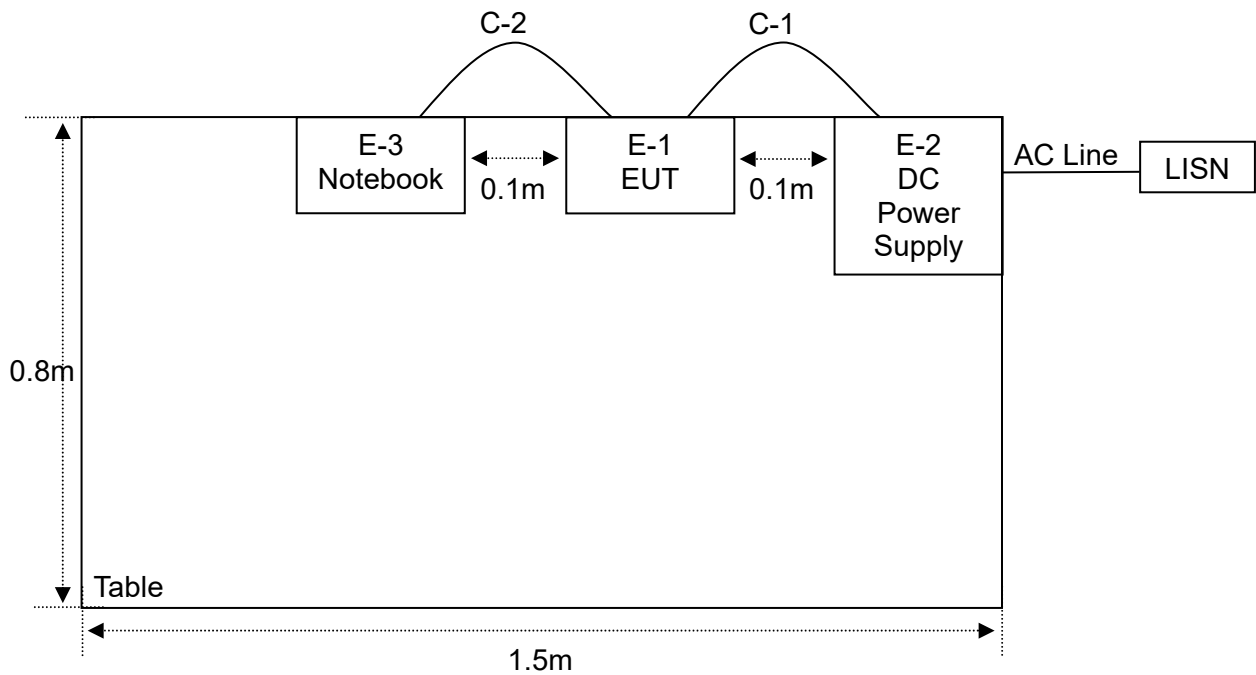 C-2
C-1
E-3
Notebook
0.1m
E-1
EUT
0.1m
E-2
DC
Power
Supply
AC Line
LISN
0.8m
Table
1.5m